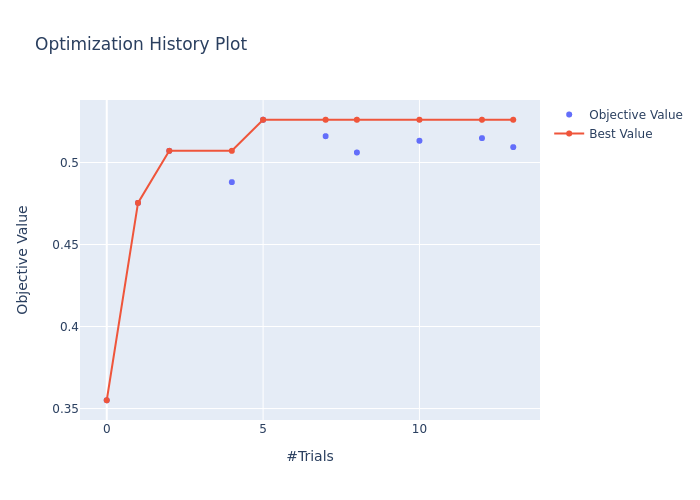 Optimization History Plot
Objective Value
Best Value
0.5
0.45
0.4
0.35
0
5
10
#Trials
Objective Value